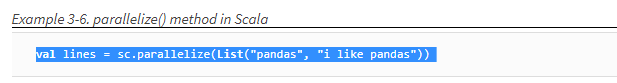 Example 3-6. parallelize() method in Scala
val lines = sc.parallelize(List("pandas", "i like pandas"))